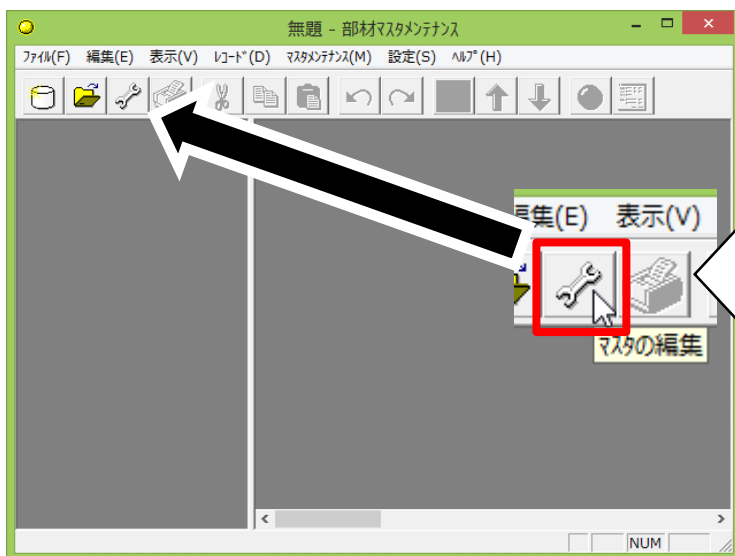 無題 - 部材ﾏｽﾀﾒﾝﾃﾅﾝｽ
ﾌｧｲﾙ(F) 編集(E) 表示(V) ﾚｺｰﾄﾞ(D) ﾏｽﾀﾒﾝﾃﾅﾝｽ(M) 設定(S) ﾍﾙﾌﾟ(H)
編集(E) 表示(V)
ﾏｽﾀの編集
NUM